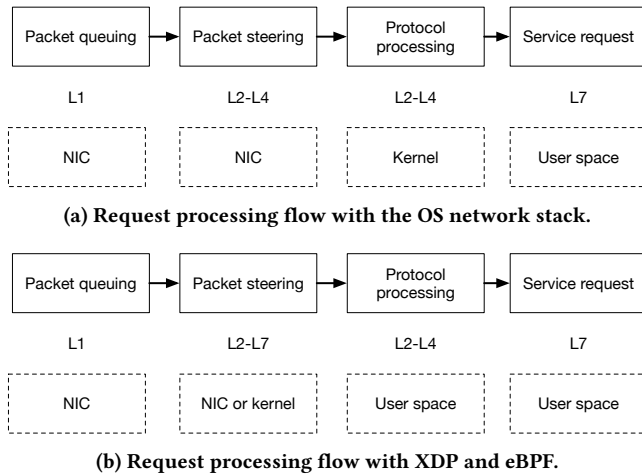 Packet queuing
Packet steering
Protocol
processing
Service request
L1
L2-L4
L2-L4
L7
NIC
NIC
Kernel
User space
(a) Request processing flow with the OS network stack.
Packet queuing
Packet steering
Protocol
processing
Service request
L1
L2-L7
L2-L4
L7
NIC
NIC or kernel
User space
User space
(b) Request processing flow with XDP and eBPF.